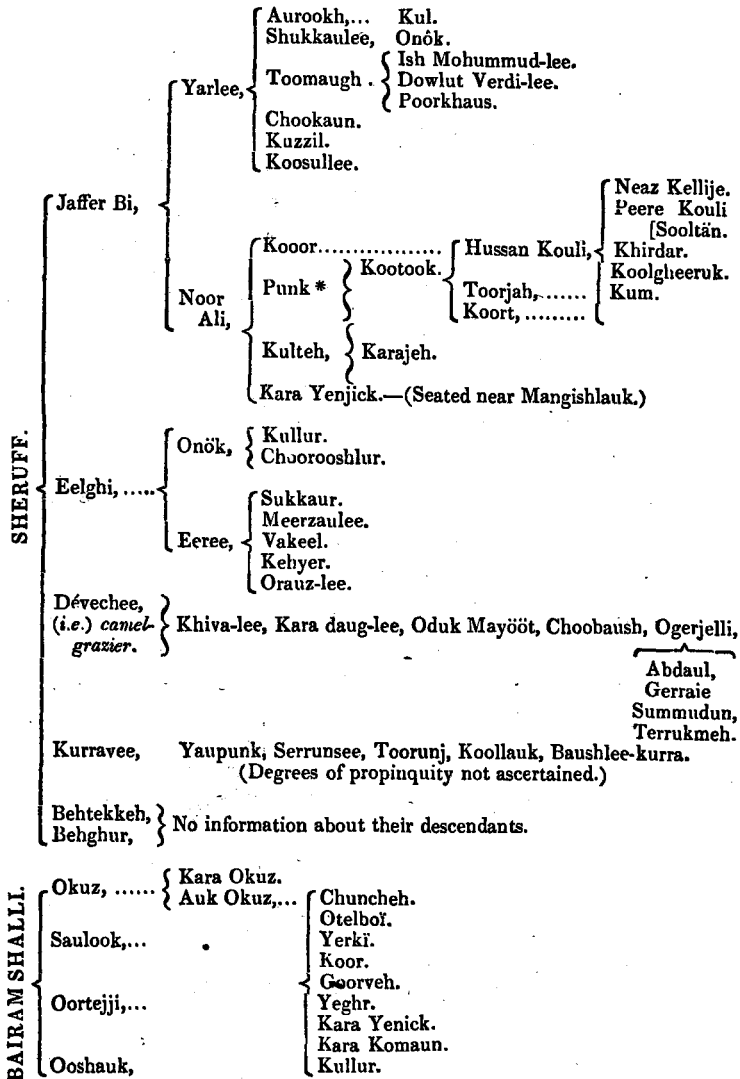 Aurookh,... Kul.
Shukkaulee, Onôk.
Ish Mohummud-lee.
Yarlee, Toomaugh . Dowlut Verdi-lee.
Poorkhaus.
Chookaun.
Kuzzil.
Koosullee.
Neaz Kellije.
Jaffer Bi, Peere Kouli
[Sooltän.
Kooor................... Hussan Kouli, Khirdar.
Kootook. Koolgheeruk.
Noor Punk * Toorjah,...... Kum.
Ali, Koort, .........
Kulteh, Karajeh.
Kara Yenjick.—(Seated near Mangishlauk.)
SHERUFF.
Onök, Kullur.
Choorooshlur.
Eelghi, .....
Sukkaur.
Meerzaulee.
Eeree, Vakeel.
Kehyer.
Orauz-lee.
Dévechee,
(i.e.) camel- Khiva-lee, Kara daug-lee, Oduk Mayööt, Choobaush, Ogerjelli,
grazier.
Abdaul,
Gerraie
Summudun,
Terrukmeh.
Kurravee, Yaupunk, Serrunsee, Toorunj, Koollauk, Baushlee-kurra.
(Degrees of propinquity not ascertained.)
Behtekkeh, No information about their descendants.
Behghur,
BAIRAM SHALLI.
Okuz, ...... Kara Okuz.
Auk Okuz,... Chuncheh.
Otelboï.
Saulook,... Yerkï.
Koor.
Goorveh.
Oortejji,... Yeghr.
Kara Yenick.
Kara Komaun.
Ooshauk, Kullur.